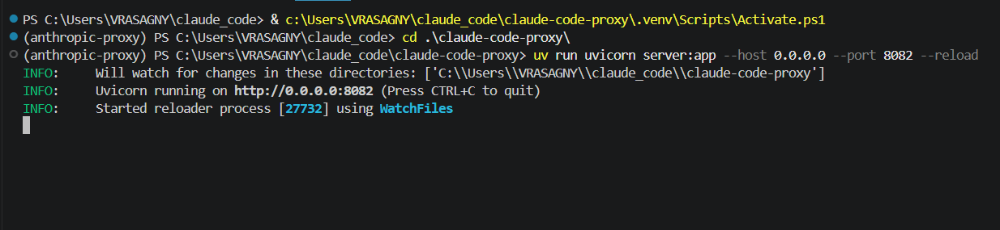 PS C:\Users\VRASAGNY\claude_code> & c:\Users\VRASAGNY\claude_code\claude-code-proxy\.venv\Scripts\Activate.ps1
(anthropic-proxy) PS C:\Users\VRASAGNY\claude_code> cd .\claude-code-proxy\
(anthropic-proxy) PS C:\Users\VRASAGNY\claude_code\claude-code-proxy> uv run uvicorn server:app --host 0.0.0.0 --port 8082 --reload
INFO:     Will watch for changes in these directories: ['C:\\Users\\VRASAGNY\\claude_code\\claude-code-proxy']
INFO:     Uvicorn running on http://0.0.0.0:8082 (Press CTRL+C to quit)
INFO:     Started reloader process [27732] using WatchFiles